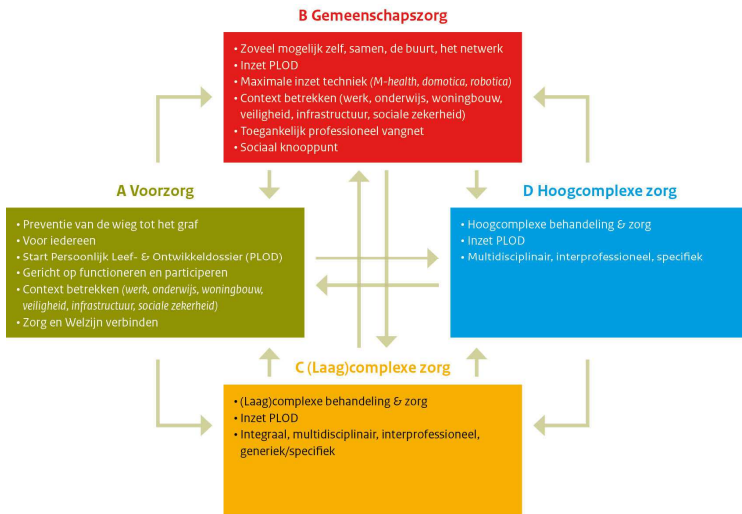 B Gemeenschapszorg
• Zoveel mogelijk zelf, samen, de buurt, het netwerk
• Inzet PLOD
• Maximale inzet techniek (M-health, domotica, robotica)
• Context betrekken (werk, onderwijs, woningbouw,
veiligheid, infrastructuur, sociale zekerheid)
• Toegankelijk professioneel vangnet
• Sociaal knooppunt
A Voorzorg
• Preventie van de wieg tot het graf
• Voor iedereen
• Start Persoonlijk Leef- & Ontwikkeldossier (PLOD)
• Gericht op functioneren en participeren
• Context betrekken (werk, onderwijs, woningbouw,
veiligheid, infrastructuur, sociale zekerheid)
• Zorg en Welzijn verbinden
D Hoogcomplexe zorg
• Hoogcomplexe behandeling & zorg
• Inzet PLOD
• Multidisciplinair, interprofessioneel, specifiek
C (Laag)complexe zorg
• (Laag)complexe behandeling & zorg
• Inzet PLOD
• Integraal, multidisciplinair, interprofessioneel,
generiek/specifiek